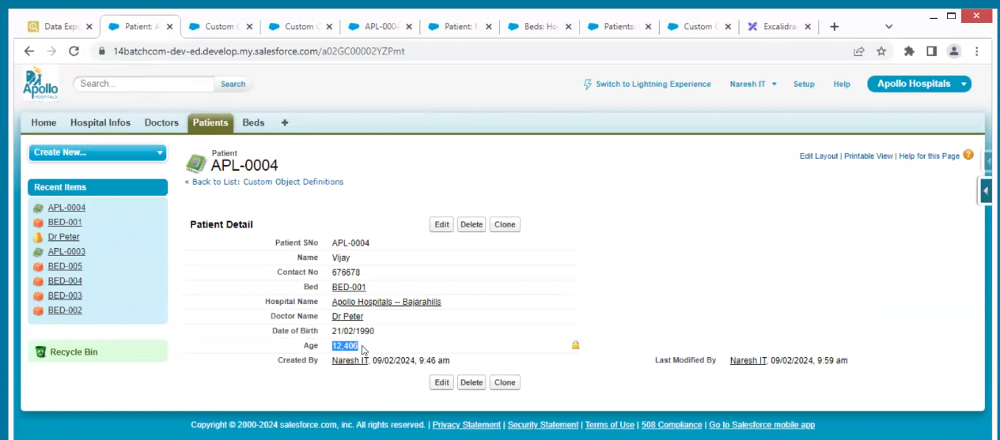 Data Exp
Patient: A
Custom
Custom
APL-000
Patient:
Beds: Ho
Patients:
Custom
Excalidra
14batchcom-dev-ed.develop.my.salesforce.com/a02GC00002YZPmt
Apollo
HOSPITALS
Search...
Search
Switch to Lightning Experience
Naresh IT
Setup
Help
Apollo Hospitals
Home Hospital Infos Doctors Patients Beds
Create New...
Recent Items
APL-0004
BED-001
Dr Peter
APL-0003
BED-005
BED-004
BED-003
BED-002
Recycle Bin
Patient
APL-0004
« Back to List: Custom Object Definitions
Edit Layout | Printable View | Help for this Page ?
Patient Detail
Edit Delete Clone
Patient SNo APL-0004
Name Vijay
Contact No 676678
Bed BED-001
Hospital Name Apollo Hospitals -- Bajarahills
Doctor Name Dr Peter
Date of Birth 21/02/1990
Age 12,406
Created By Naresh IT, 09/02/2024, 9:46 am
Last Modified By Naresh IT, 09/02/2024, 9:59 am
Edit Delete Clone
Copyright © 2000-2024 salesforce.com, inc. All rights reserved. | Privacy Statement | Security Statement | Terms of Use | 508 Compliance | Go to Salesforce mobile app